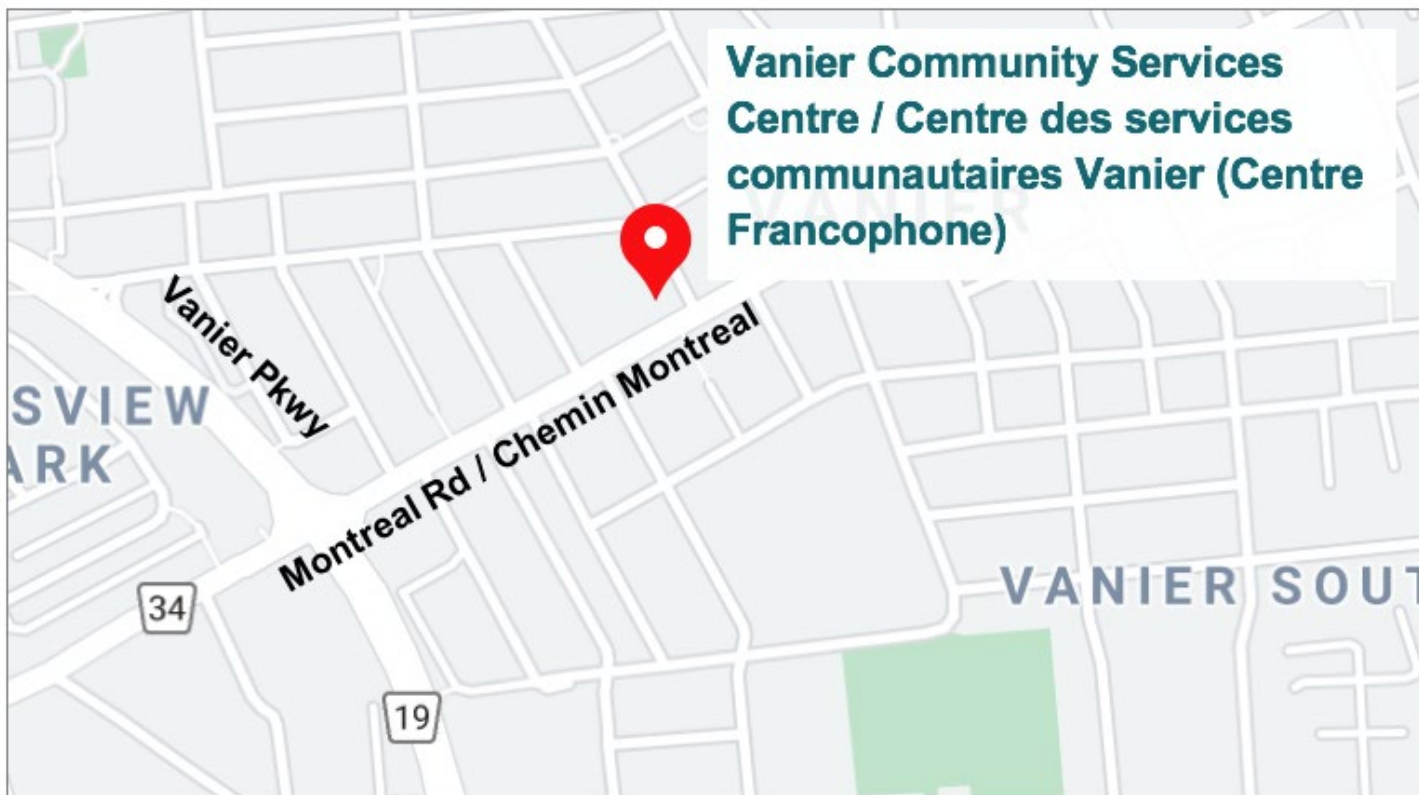 Vanier Community Services
Centre / Centre des services
communautaires Vanier (Centre
Francophone)
VANIER
Vanier Pkwy
Montreal Rd / Chemin Montreal
SVIEW
ARK
34
VANIER SOUT
19